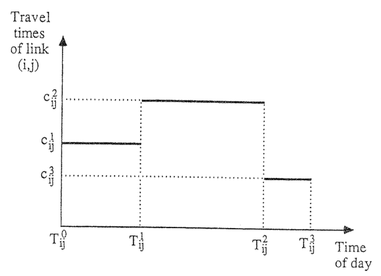 Travel
times
of link
(i,j)
c²ᵢⱼ
c¹ᵢⱼ
c³ᵢⱼ
T⁰ᵢⱼ T¹ᵢⱼ T²ᵢⱼ T³ᵢⱼ Time
of day